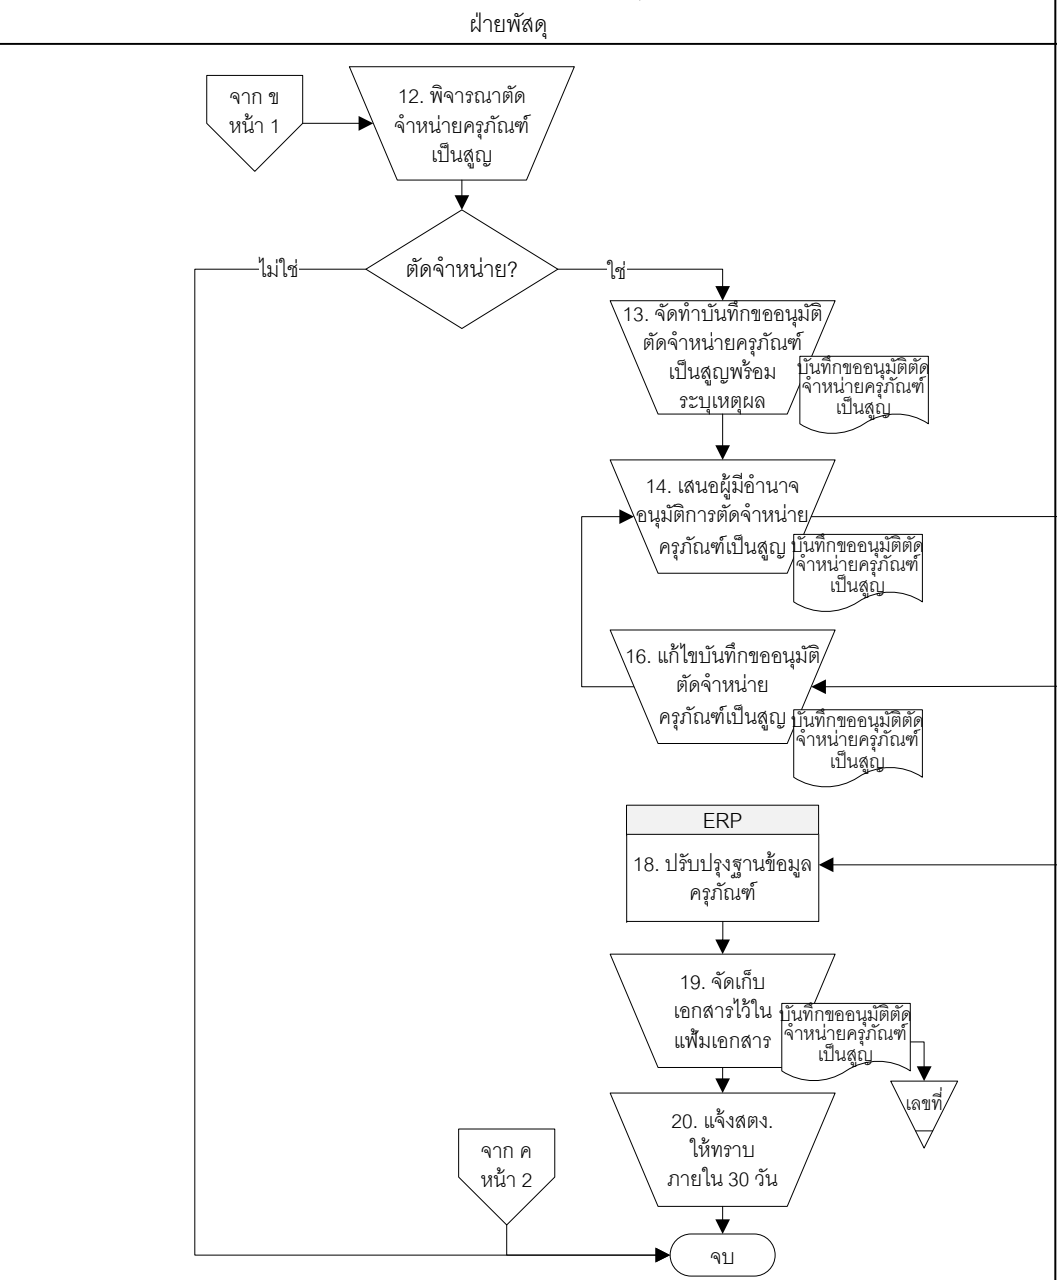 ฝ่ายพัสดุ
จาก ข
หน้า 1
12. พิจารณาตัด
จำหน่ายครุภัณฑ์
เป็นสูญ
ตัดจำหน่าย?
ไม่ใช่
ใช่
13. จัดทำบันทึกขออนุมัติ
ตัดจำหน่ายครุภัณฑ์
เป็นสูญพร้อม
ระบุเหตุผล
บันทึกขออนุมัติตัด
จำหน่ายครุภัณฑ์
เป็นสูญ
14. เสนอผู้มีอำนาจ
อนุมัติการตัดจำหน่าย
ครุภัณฑ์เป็นสูญ
บันทึกขออนุมัติตัด
จำหน่ายครุภัณฑ์
เป็นสูญ
16. แก้ไขบันทึกขออนุมัติ
ตัดจำหน่าย
ครุภัณฑ์เป็นสูญ
บันทึกขออนุมัติตัด
จำหน่ายครุภัณฑ์
เป็นสูญ
ERP
18. ปรับปรุงฐานข้อมูล
ครุภัณฑ์
19. จัดเก็บ
เอกสารไว้ใน
แฟ้มเอกสาร
บันทึกขออนุมัติตัด
จำหน่ายครุภัณฑ์
เป็นสูญ
เลขที่
20. แจ้งสตง.
ให้ทราบ
ภายใน 30 วัน
จาก ค
หน้า 2
จบ